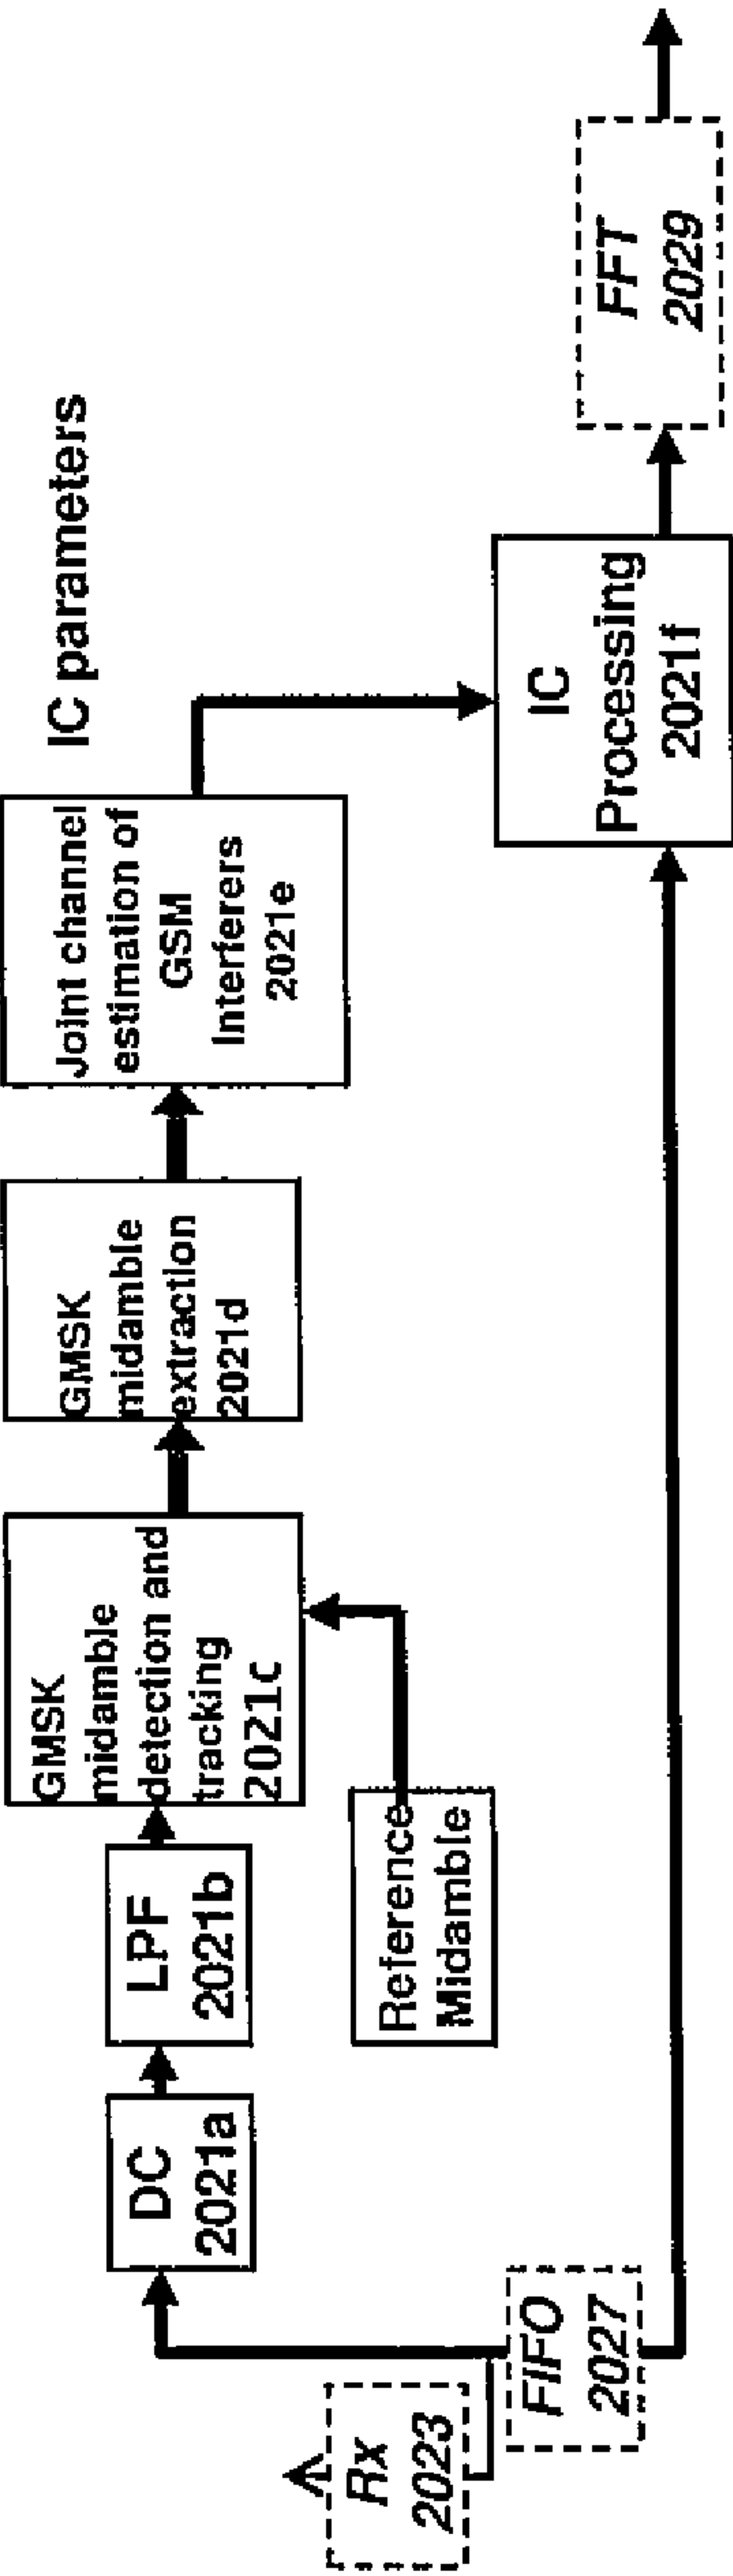 Rx
2023
FIFO
2027
DC
2021a
LPF
2021b
Reference
Midamble
GMSK
midamble
detection and
tracking
2021c
GMSK
midamble
extraction
2021d
Joint channel
estimation of
GSM
Interferers
2021e
IC parameters
IC
Processing
2021f
FFT
2029